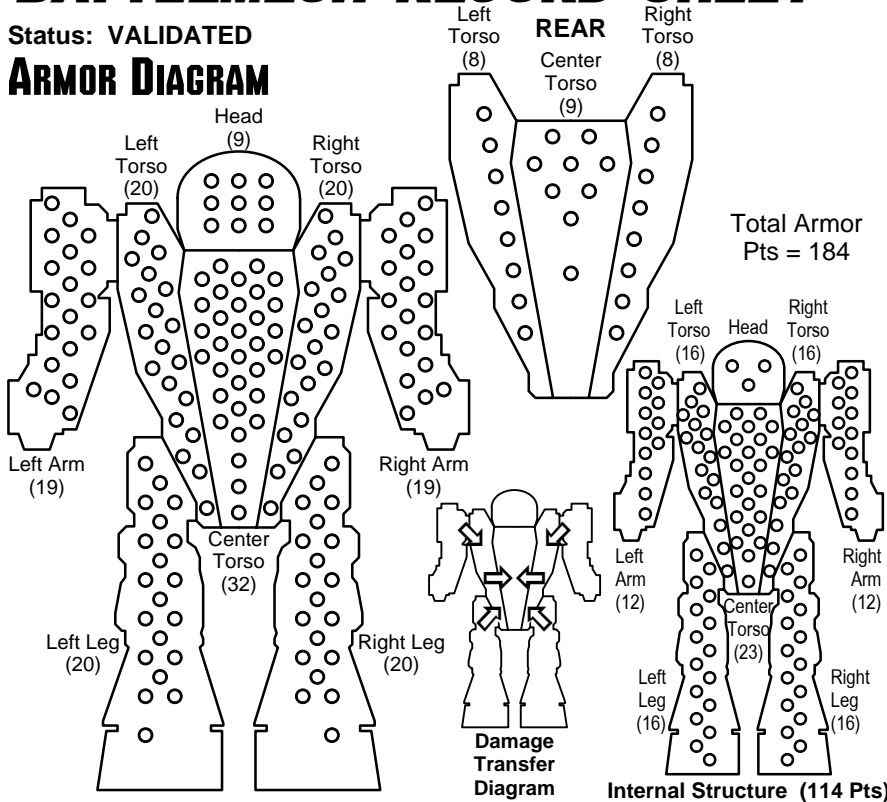 BATTLEMECH RECORD SHEET
Status: VALIDATED
ARMOR DIAGRAM
Head
(9)
Left
Torso
(20)
Right
Torso
(20)
Left Arm
(19)
Right Arm
(19)
Center
Torso
(32)
Left Leg
(20)
Right Leg
(20)
REAR
Left
Torso
(8)
Center
Torso
(9)
Right
Torso
(8)
Total Armor
Pts = 184
Left
Torso
(16)
Head
Right
Torso
(16)
Left
Arm
(12)
Right
Arm
(12)
Center
Torso
(23)
Left
Leg
(16)
Right
Leg
(16)
Damage
Transfer
Diagram
Internal Structure (114 Pts)